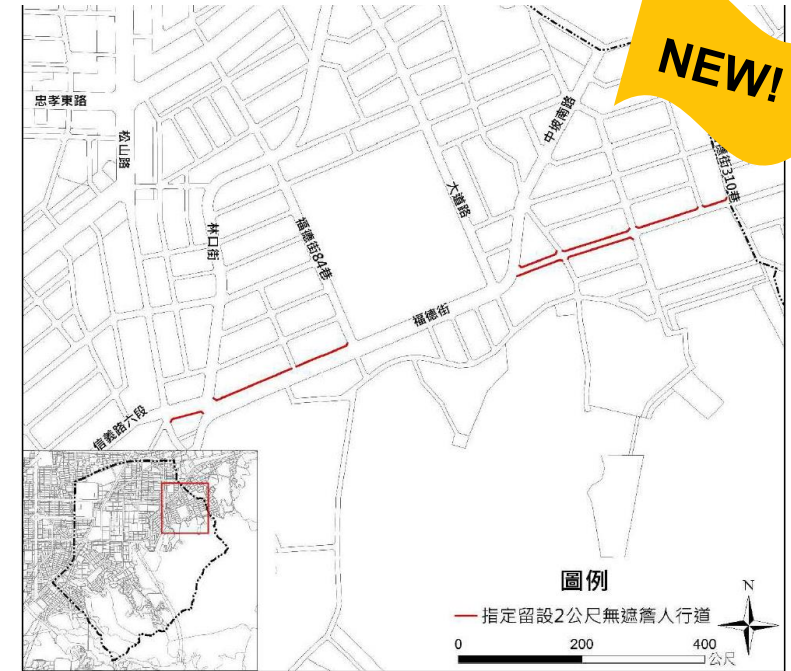 NEW!
忠孝東路
松山路
中坡南路
德街310巷
大道路
林口街
福德街84巷
福德街
信義路六段
圖例
指定留設2公尺無遮簷人行道
N
0 200 400
公尺